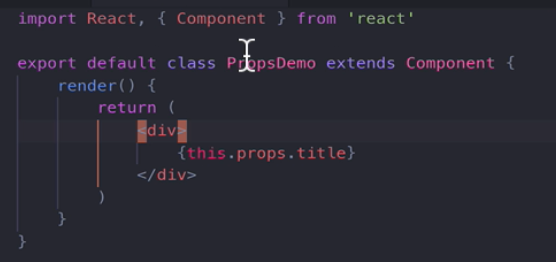 import React, { Component } from 'react'
export default class PropsDemo extends Component {
    render() {
        return (
            <div>
                {this.props.title}
            </div>
        )
    }
}